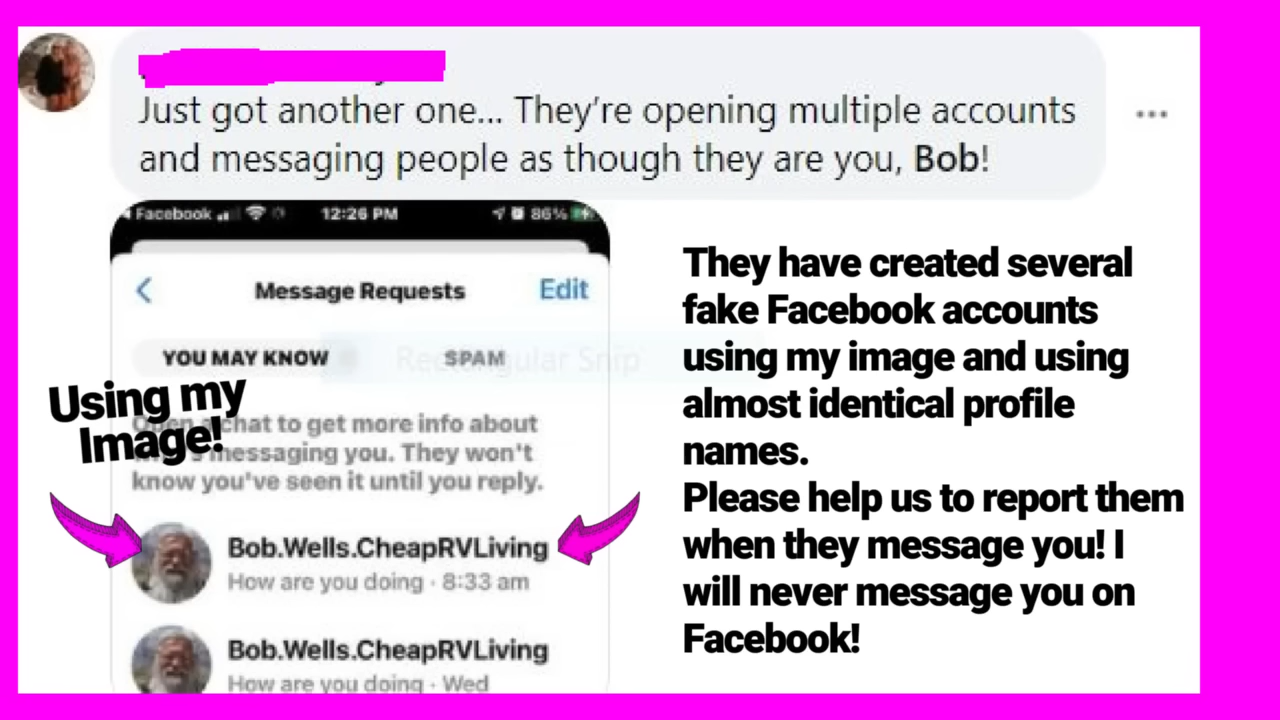 Just got another one... They're opening multiple accounts
and messaging people as though they are you, Bob!
Facebook 12:26 PM 86%
Message Requests Edit
YOU MAY KNOW SPAM
Rectangular Snip
Using my
Image!
Open a chat to get more info about
messaging you. They won't
know you've seen it until you reply.
Bob.Wells.CheapRVLiving
How are you doing · 8:33 am
Bob.Wells.CheapRVLiving
How are you doing · Wed
They have created several
fake Facebook accounts
using my image and using
almost identical profile
names.
Please help us to report them
when they message you! I
will never message you on
Facebook!